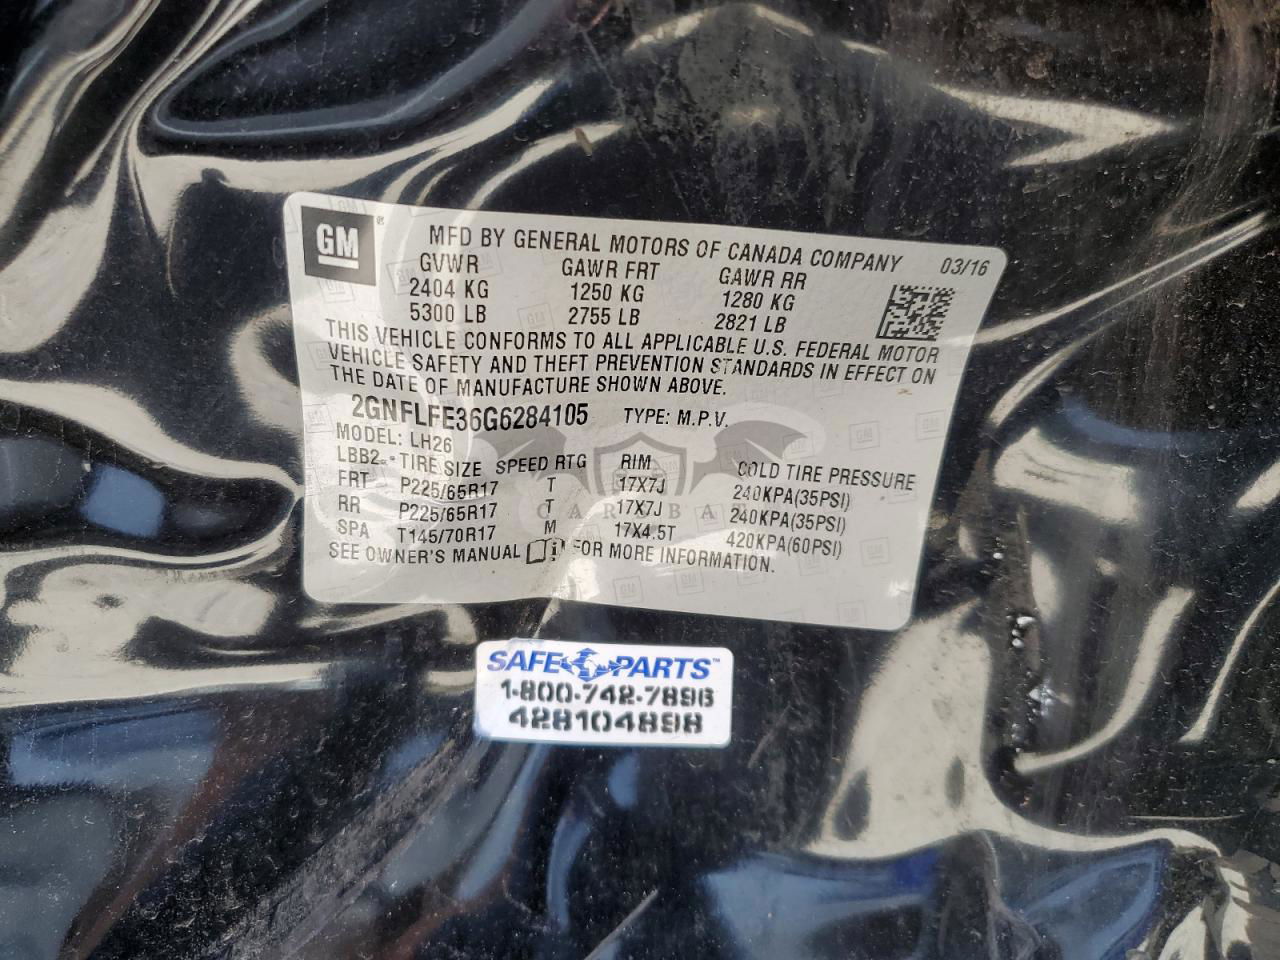 GM ®
MFD BY GENERAL MOTORS OF CANADA COMPANY 03/16
GVWR GAWR FRT GAWR RR
2404 KG 1250 KG 1280 KG
5300 LB 2755 LB 2821 LB
THIS VEHICLE CONFORMS TO ALL APPLICABLE U.S. FEDERAL MOTOR
VEHICLE SAFETY AND THEFT PREVENTION STANDARDS IN EFFECT ON
THE DATE OF MANUFACTURE SHOWN ABOVE.
2GNFLFE36G6284105 TYPE: M.P.V.
MODEL: LH26
LBB2 TIRE SIZE SPEED RTG RIM COLD TIRE PRESSURE
FRT P225/65R17 T 17X7J 240KPA(35PSI)
RR P225/65R17 T 17X7J 240KPA(35PSI)
SPA T145/70R17 M 17X4.5T 420KPA(60PSI)
SEE OWNER'S MANUAL FOR MORE INFORMATION.
SAFE PARTS™
1-800-742-7896
428104898